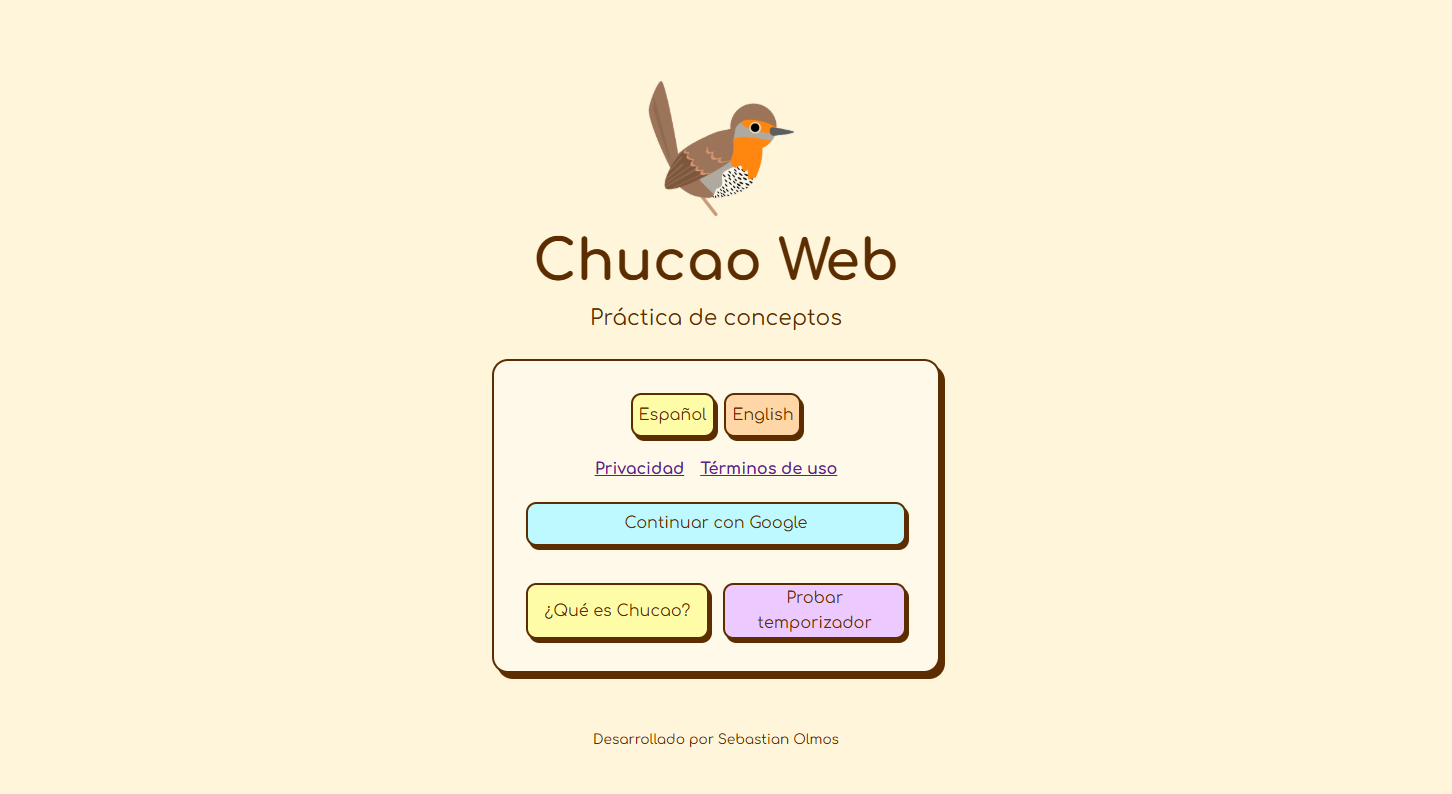 Chucao Web
Práctica de conceptos
Español English
Privacidad Términos de uso
Continuar con Google
¿Qué es Chucao?
Probar
temporizador
Desarrollado por Sebastian Olmos